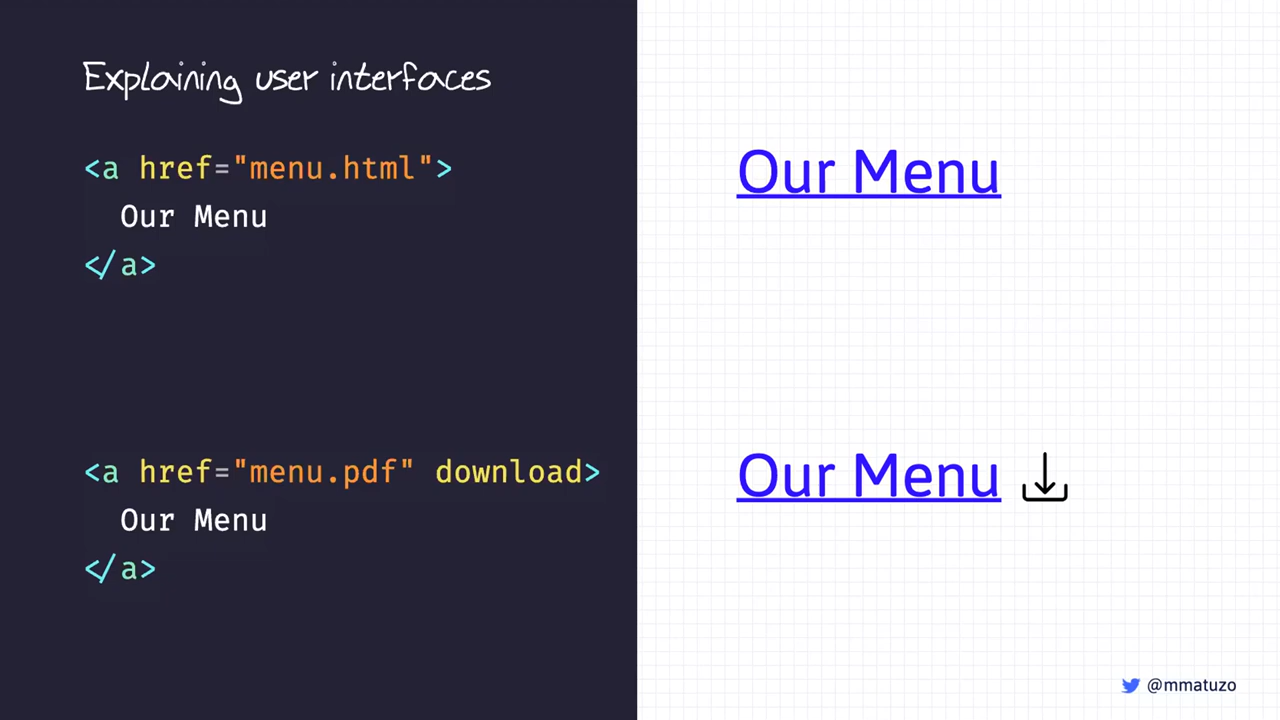 Explaining user interfaces
<a href="menu.html">
Our Menu
</a>
<a href="menu.pdf" download>
Our Menu
</a>
Our Menu
Our Menu
@mmatuzo